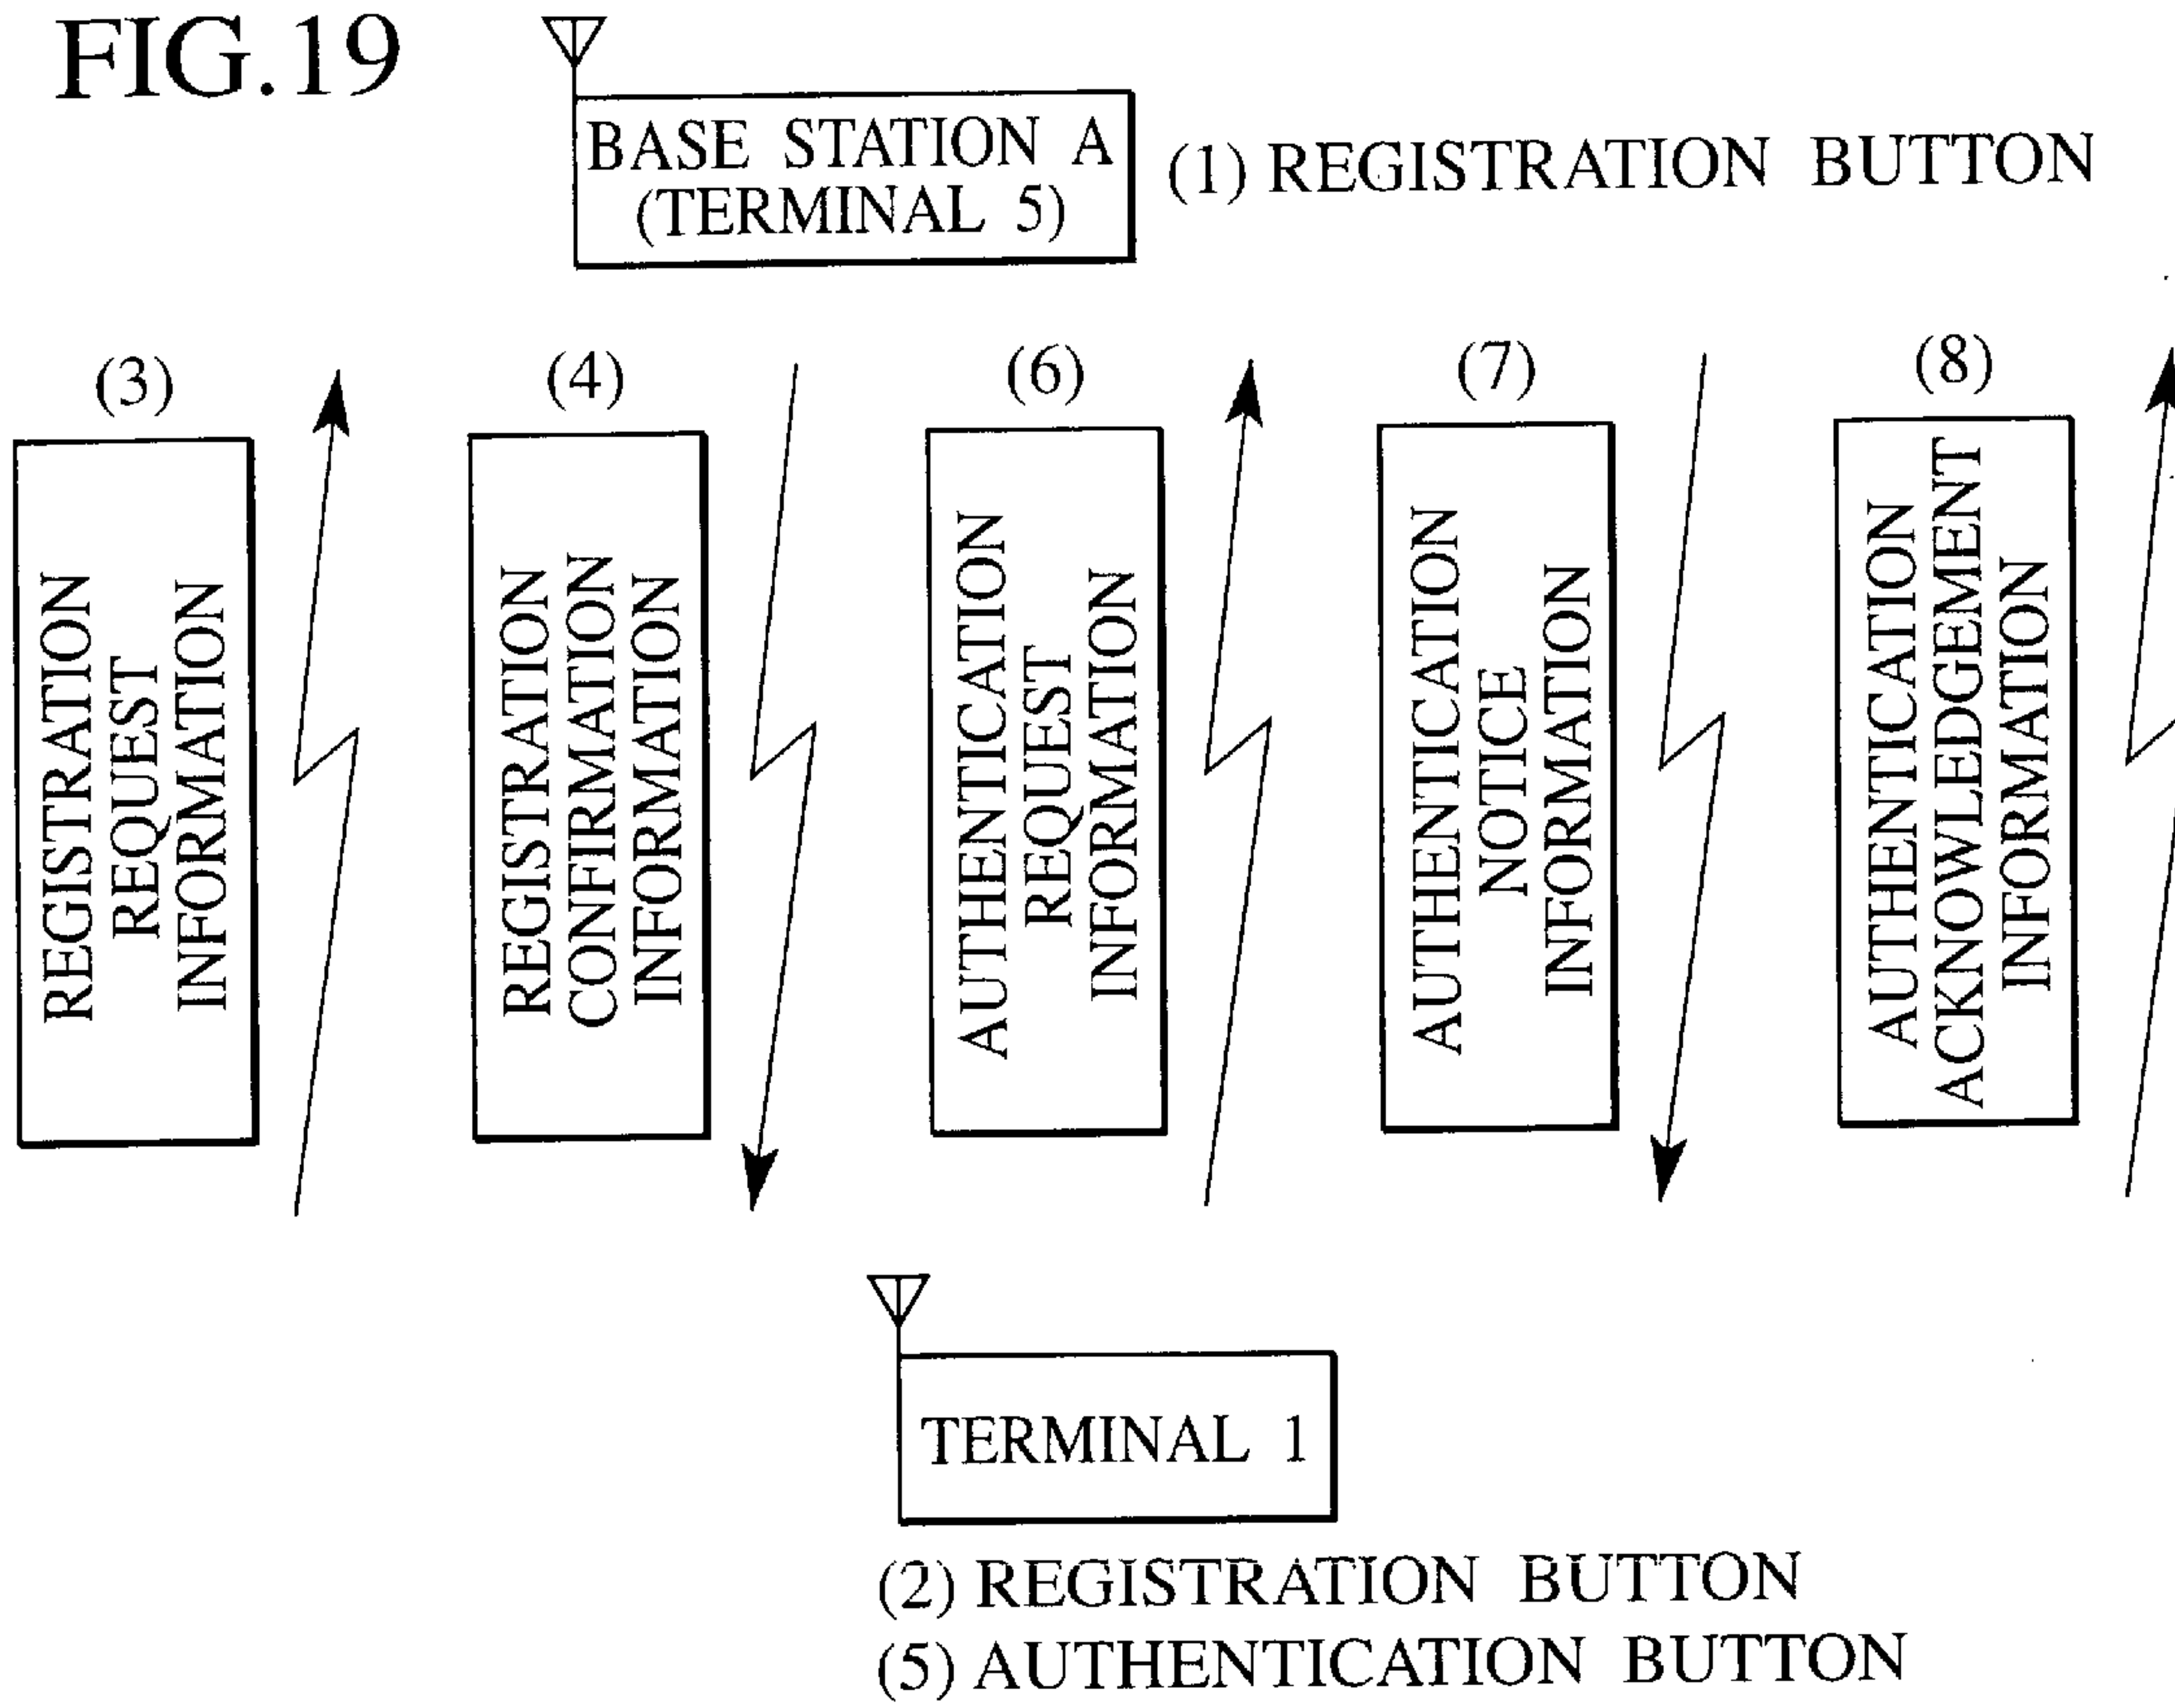 FIG.19
BASE STATION A
(TERMINAL 5)
(1) REGISTRATION BUTTON
(3)
REGISTRATION
REQUEST
INFORMATION
(4)
REGISTRATION
CONFIRMATION
INFORMATION
(6)
AUTHENTICATION
REQUEST
INFORMATION
(7)
AUTHENTICATION
NOTICE
INFORMATION
(8)
AUTHENTICATION
ACKNOWLEDGEMENT
INFORMATION
TERMINAL 1
(2) REGISTRATION BUTTON
(5) AUTHENTICATION BUTTON